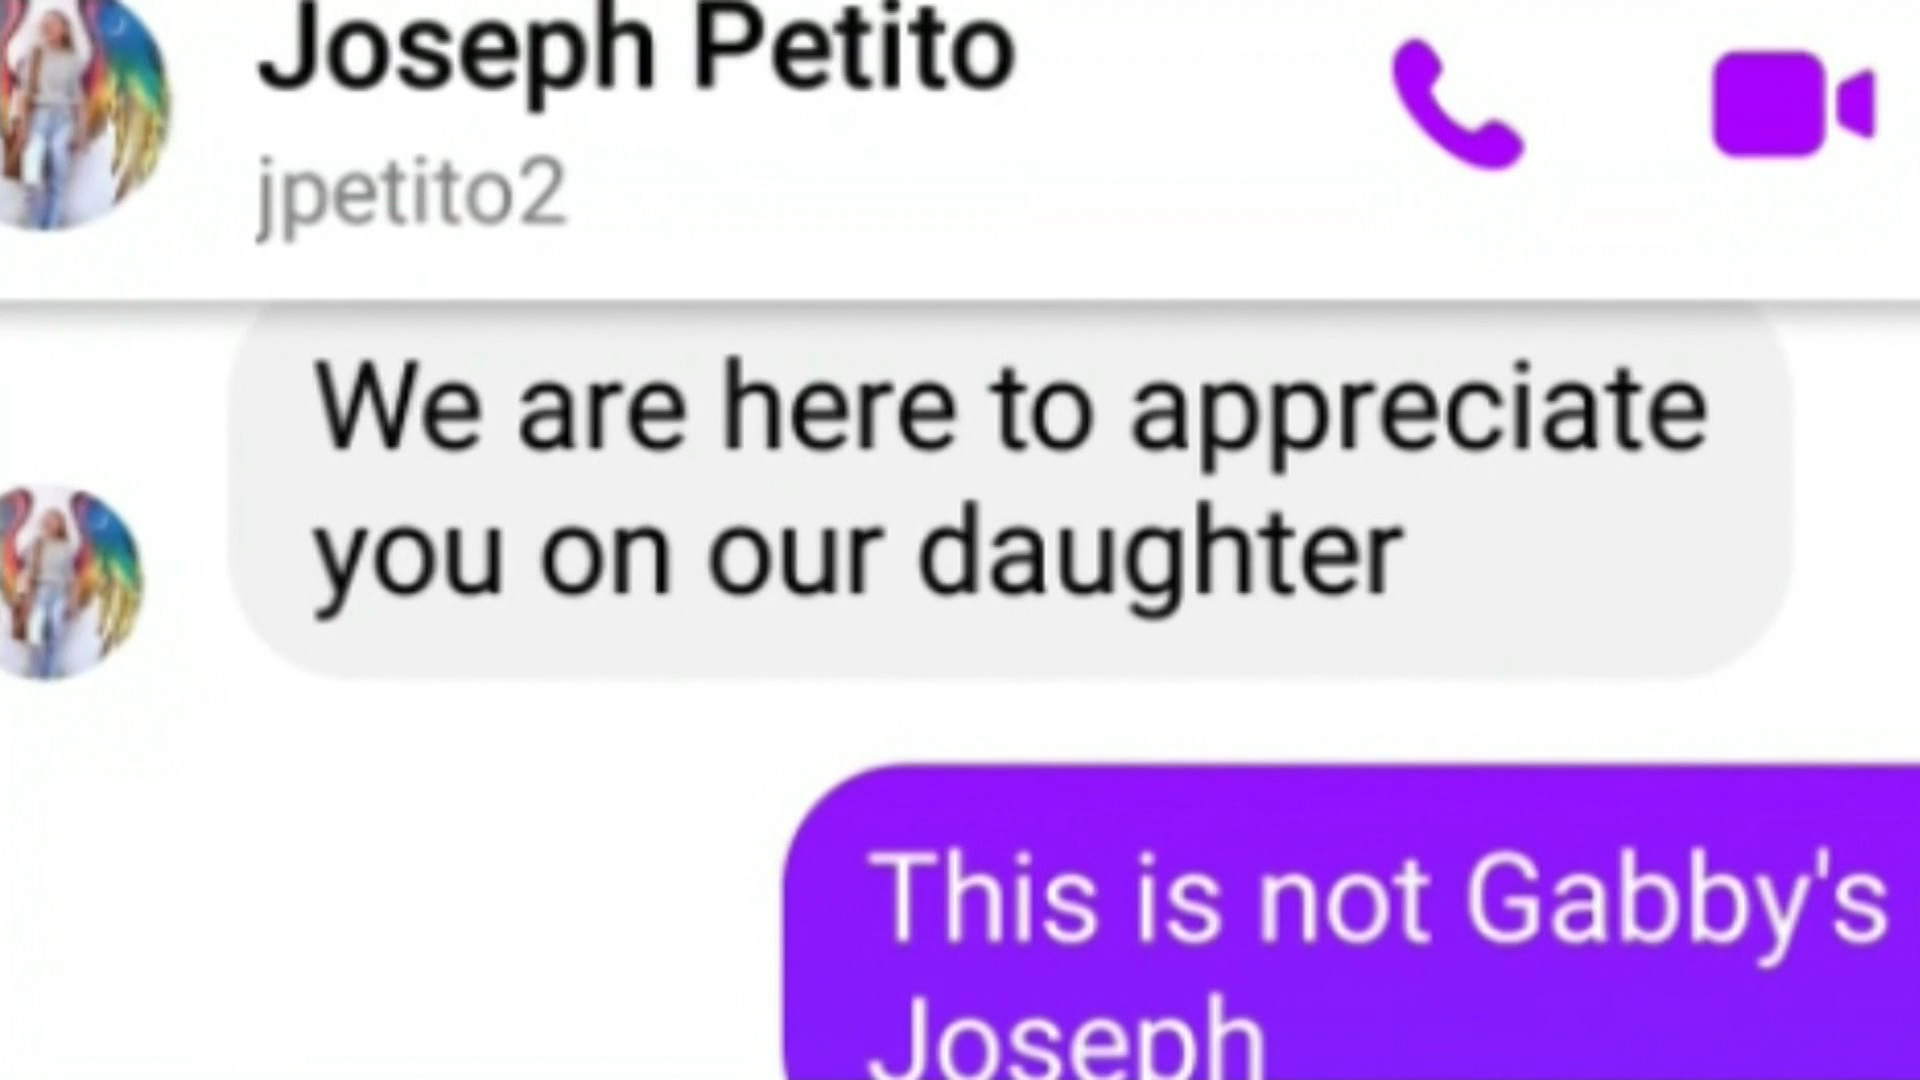 Joseph Petito
jpetito2
We are here to appreciate
you on our daughter
This is not Gabby's
Joseph